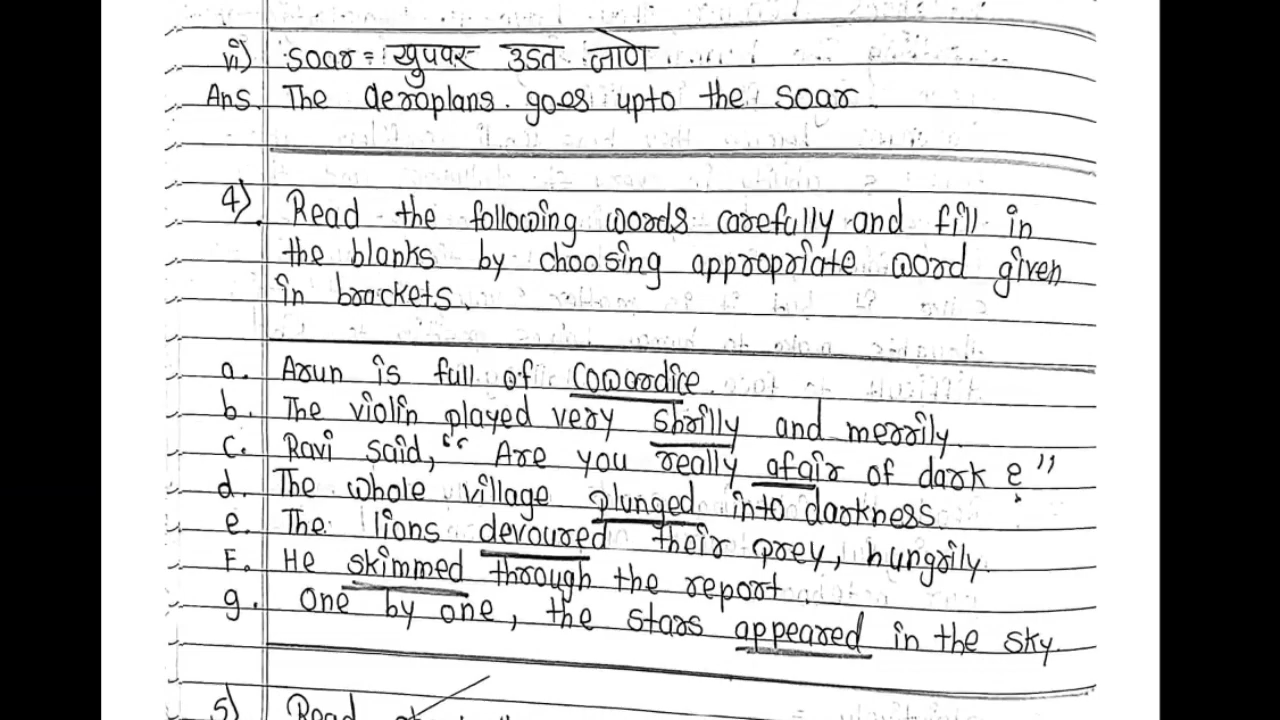 vi) soar = खुपवर उडत जाणे
Ans. The aeroplans. goes upto the soar
4) Read the following words carefully and fill in
the blanks by choosing appropriate word given
in brackets.
a. Arun is full of cowardice.
b. The violin played very shrilly and merrily.
c. Ravi said, " Are you really afair of dark ? "
d. The whole village plunged into darkness.
e. The lions devoured their prey, hungrily.
F. He skimmed through the report.
g. One by one, the stars appeared in the sky.
5) Read